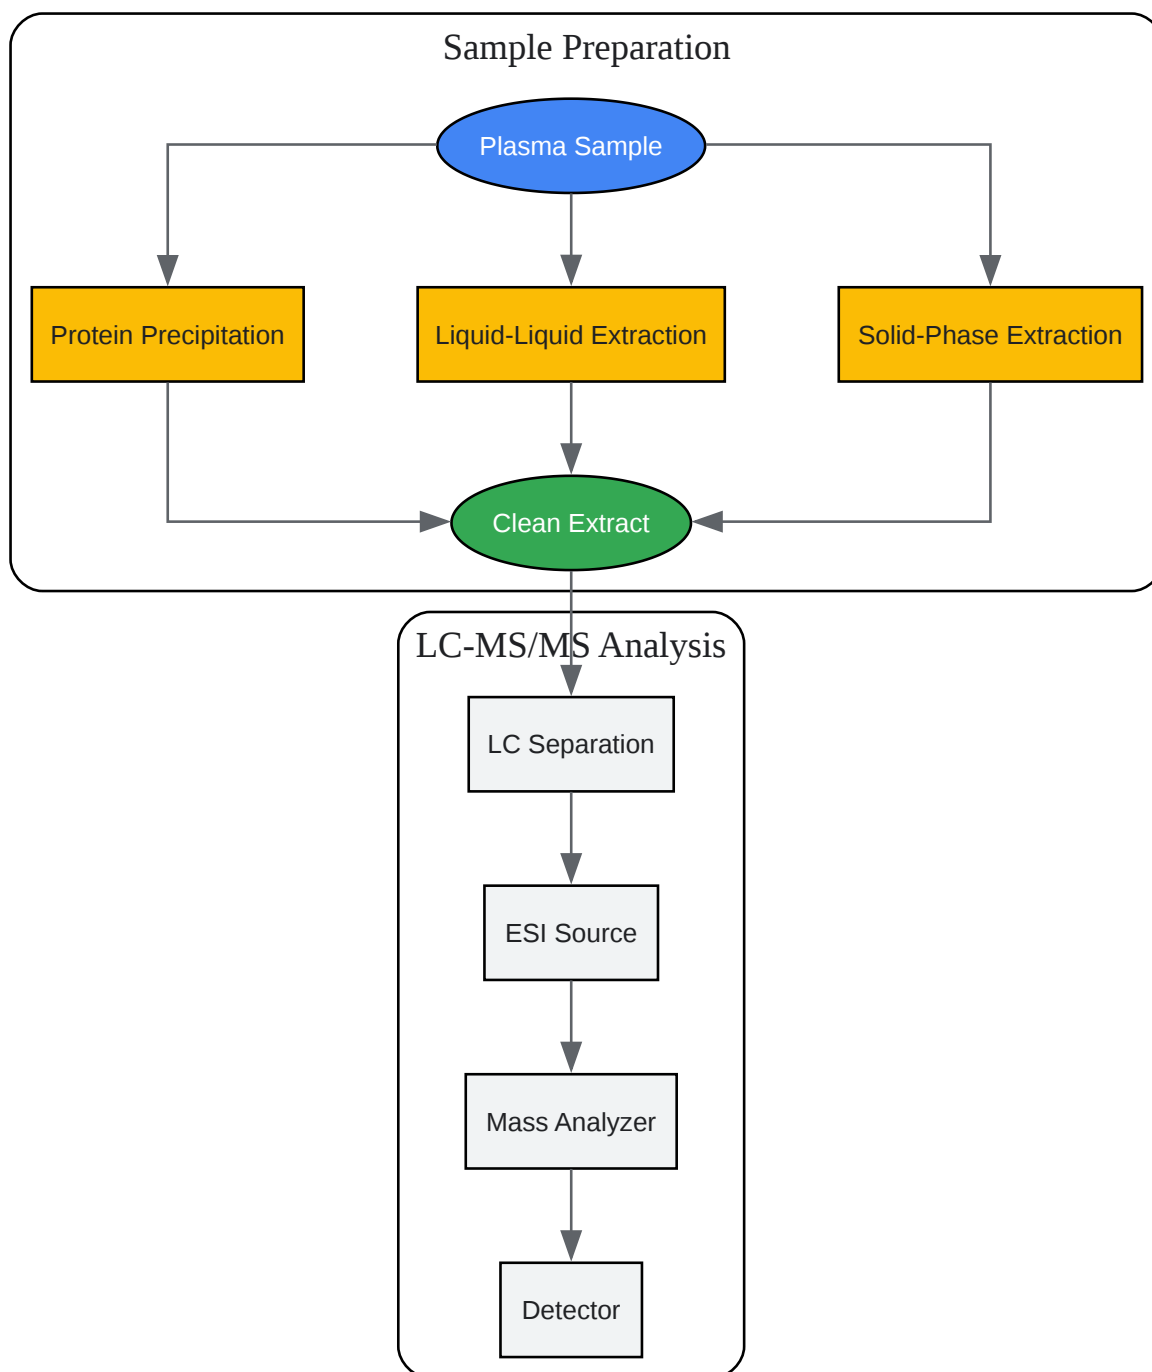 Sample Preparation
Plasma Sample
Protein Precipitation
Liquid-Liquid Extraction
Solid-Phase Extraction
Clean Extract
LC-MS/MS Analysis
LC Separation
ESI Source
Mass Analyzer
Detector